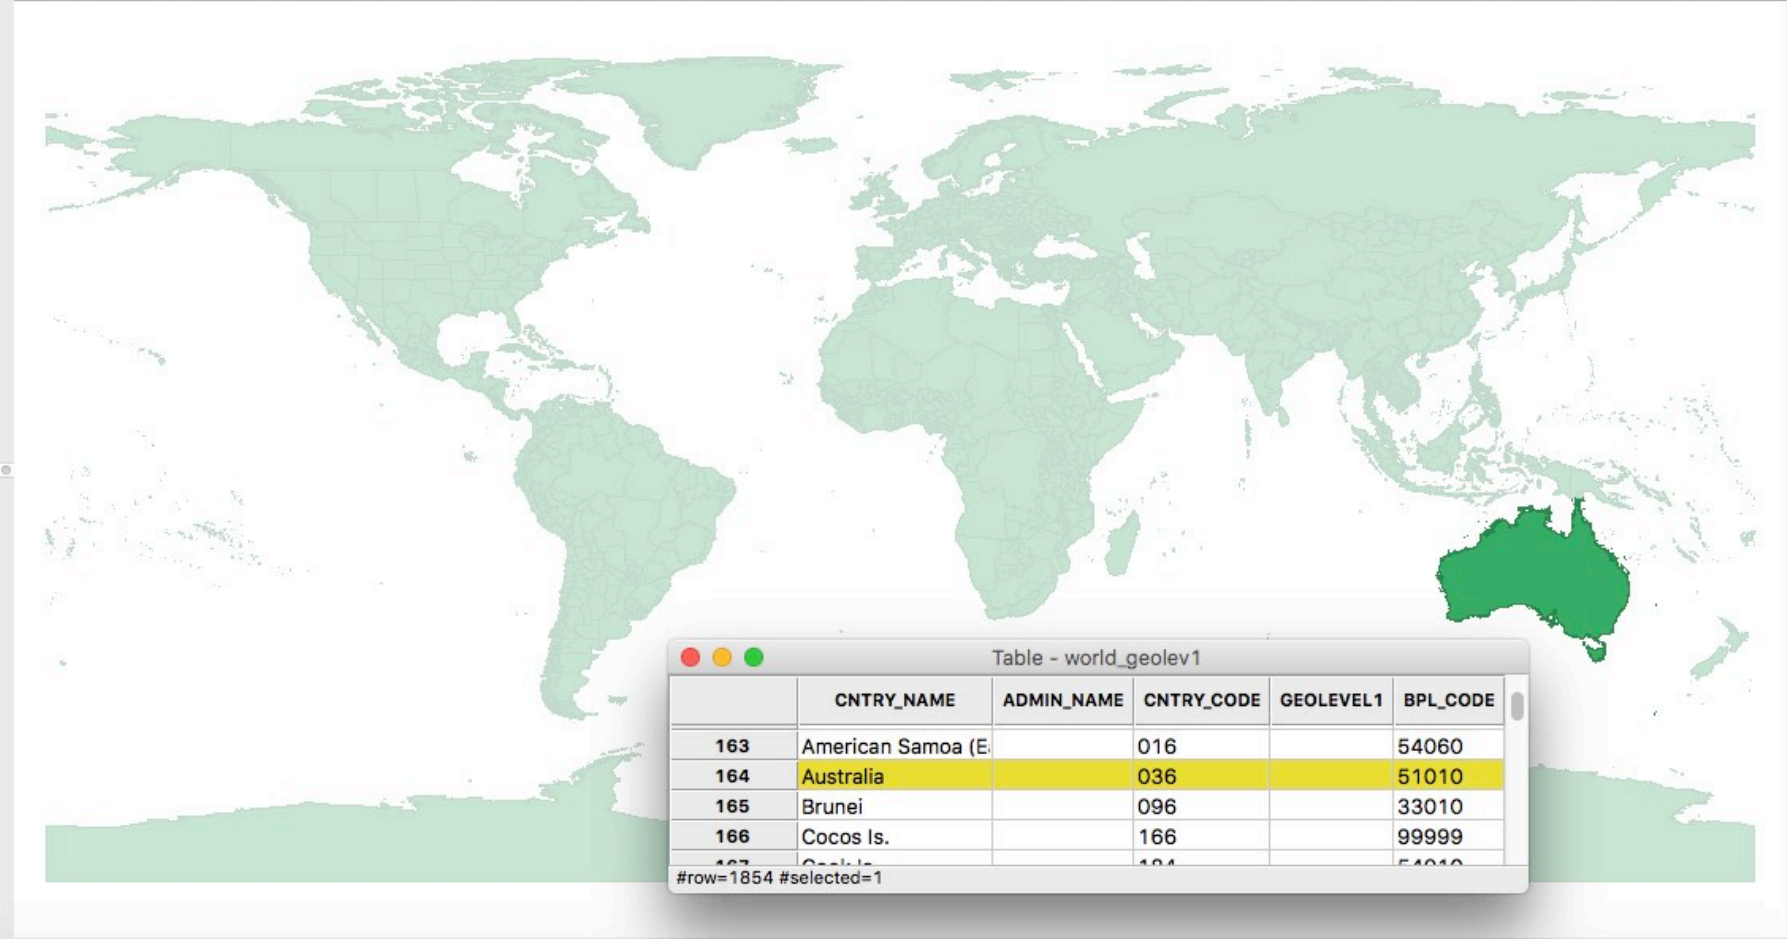 Table - world_geolev1
CNTRY_NAME ADMIN_NAME CNTRY_CODE GEOLEVEL1 BPL_CODE
163 American Samoa (E 016 54060
164 Australia 036 51010
165 Brunei 096 33010
166 Cocos Is. 166 99999
#row=1854 #selected=1